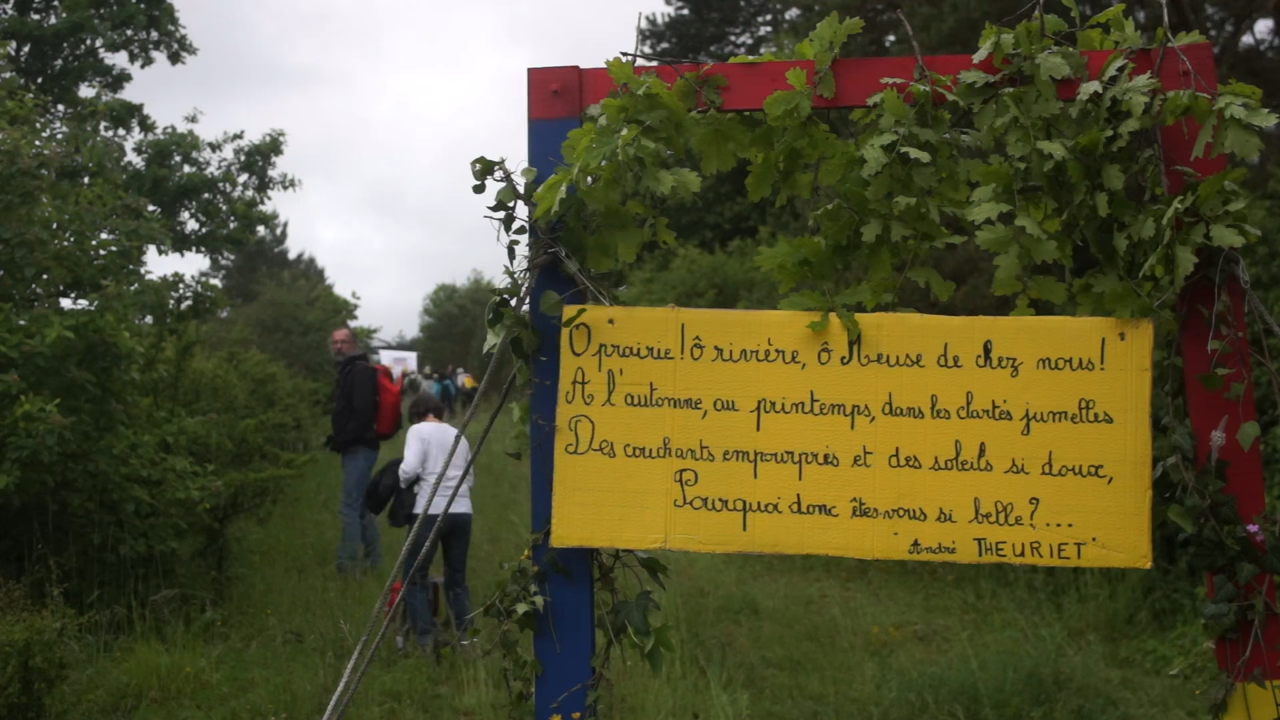 O prairie! ô rivière, ô Meuse de chez nous!
A l'automne, au printemps, dans les clartés jumelles
Des couchants empourprés et des soleils si doux,
Pourquoi donc êtes-vous si belle?...
"André THEURIET"